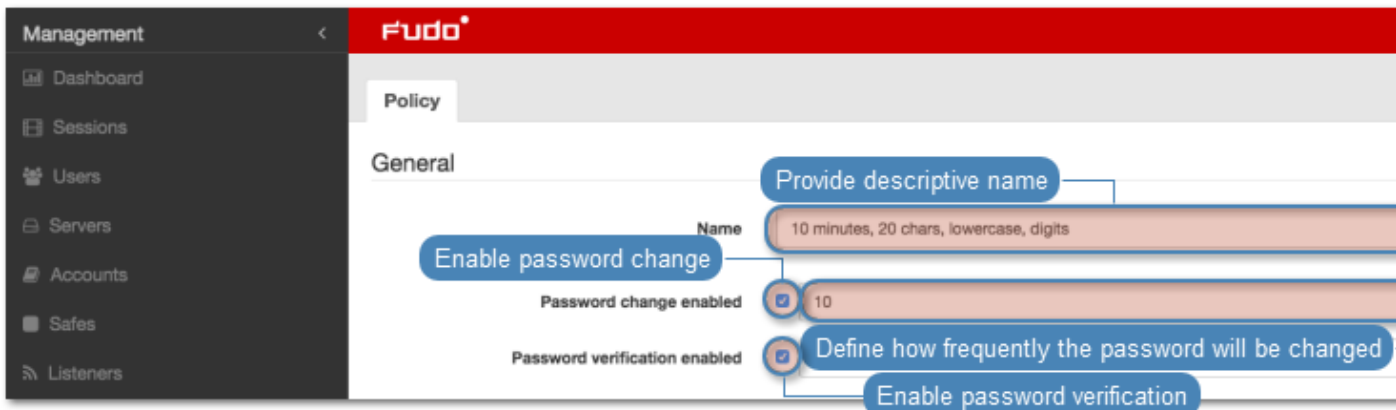 Management
FUDO
Dashboard
Policy
Sessions
General
Users
Provide descriptive name
Servers
Name
10 minutes, 20 chars, lowercase, digits
Enable password change
Accounts
Password change enabled
10
Safes
Password verification enabled
Define how frequently the password will be changed
Listeners
Enable password verification